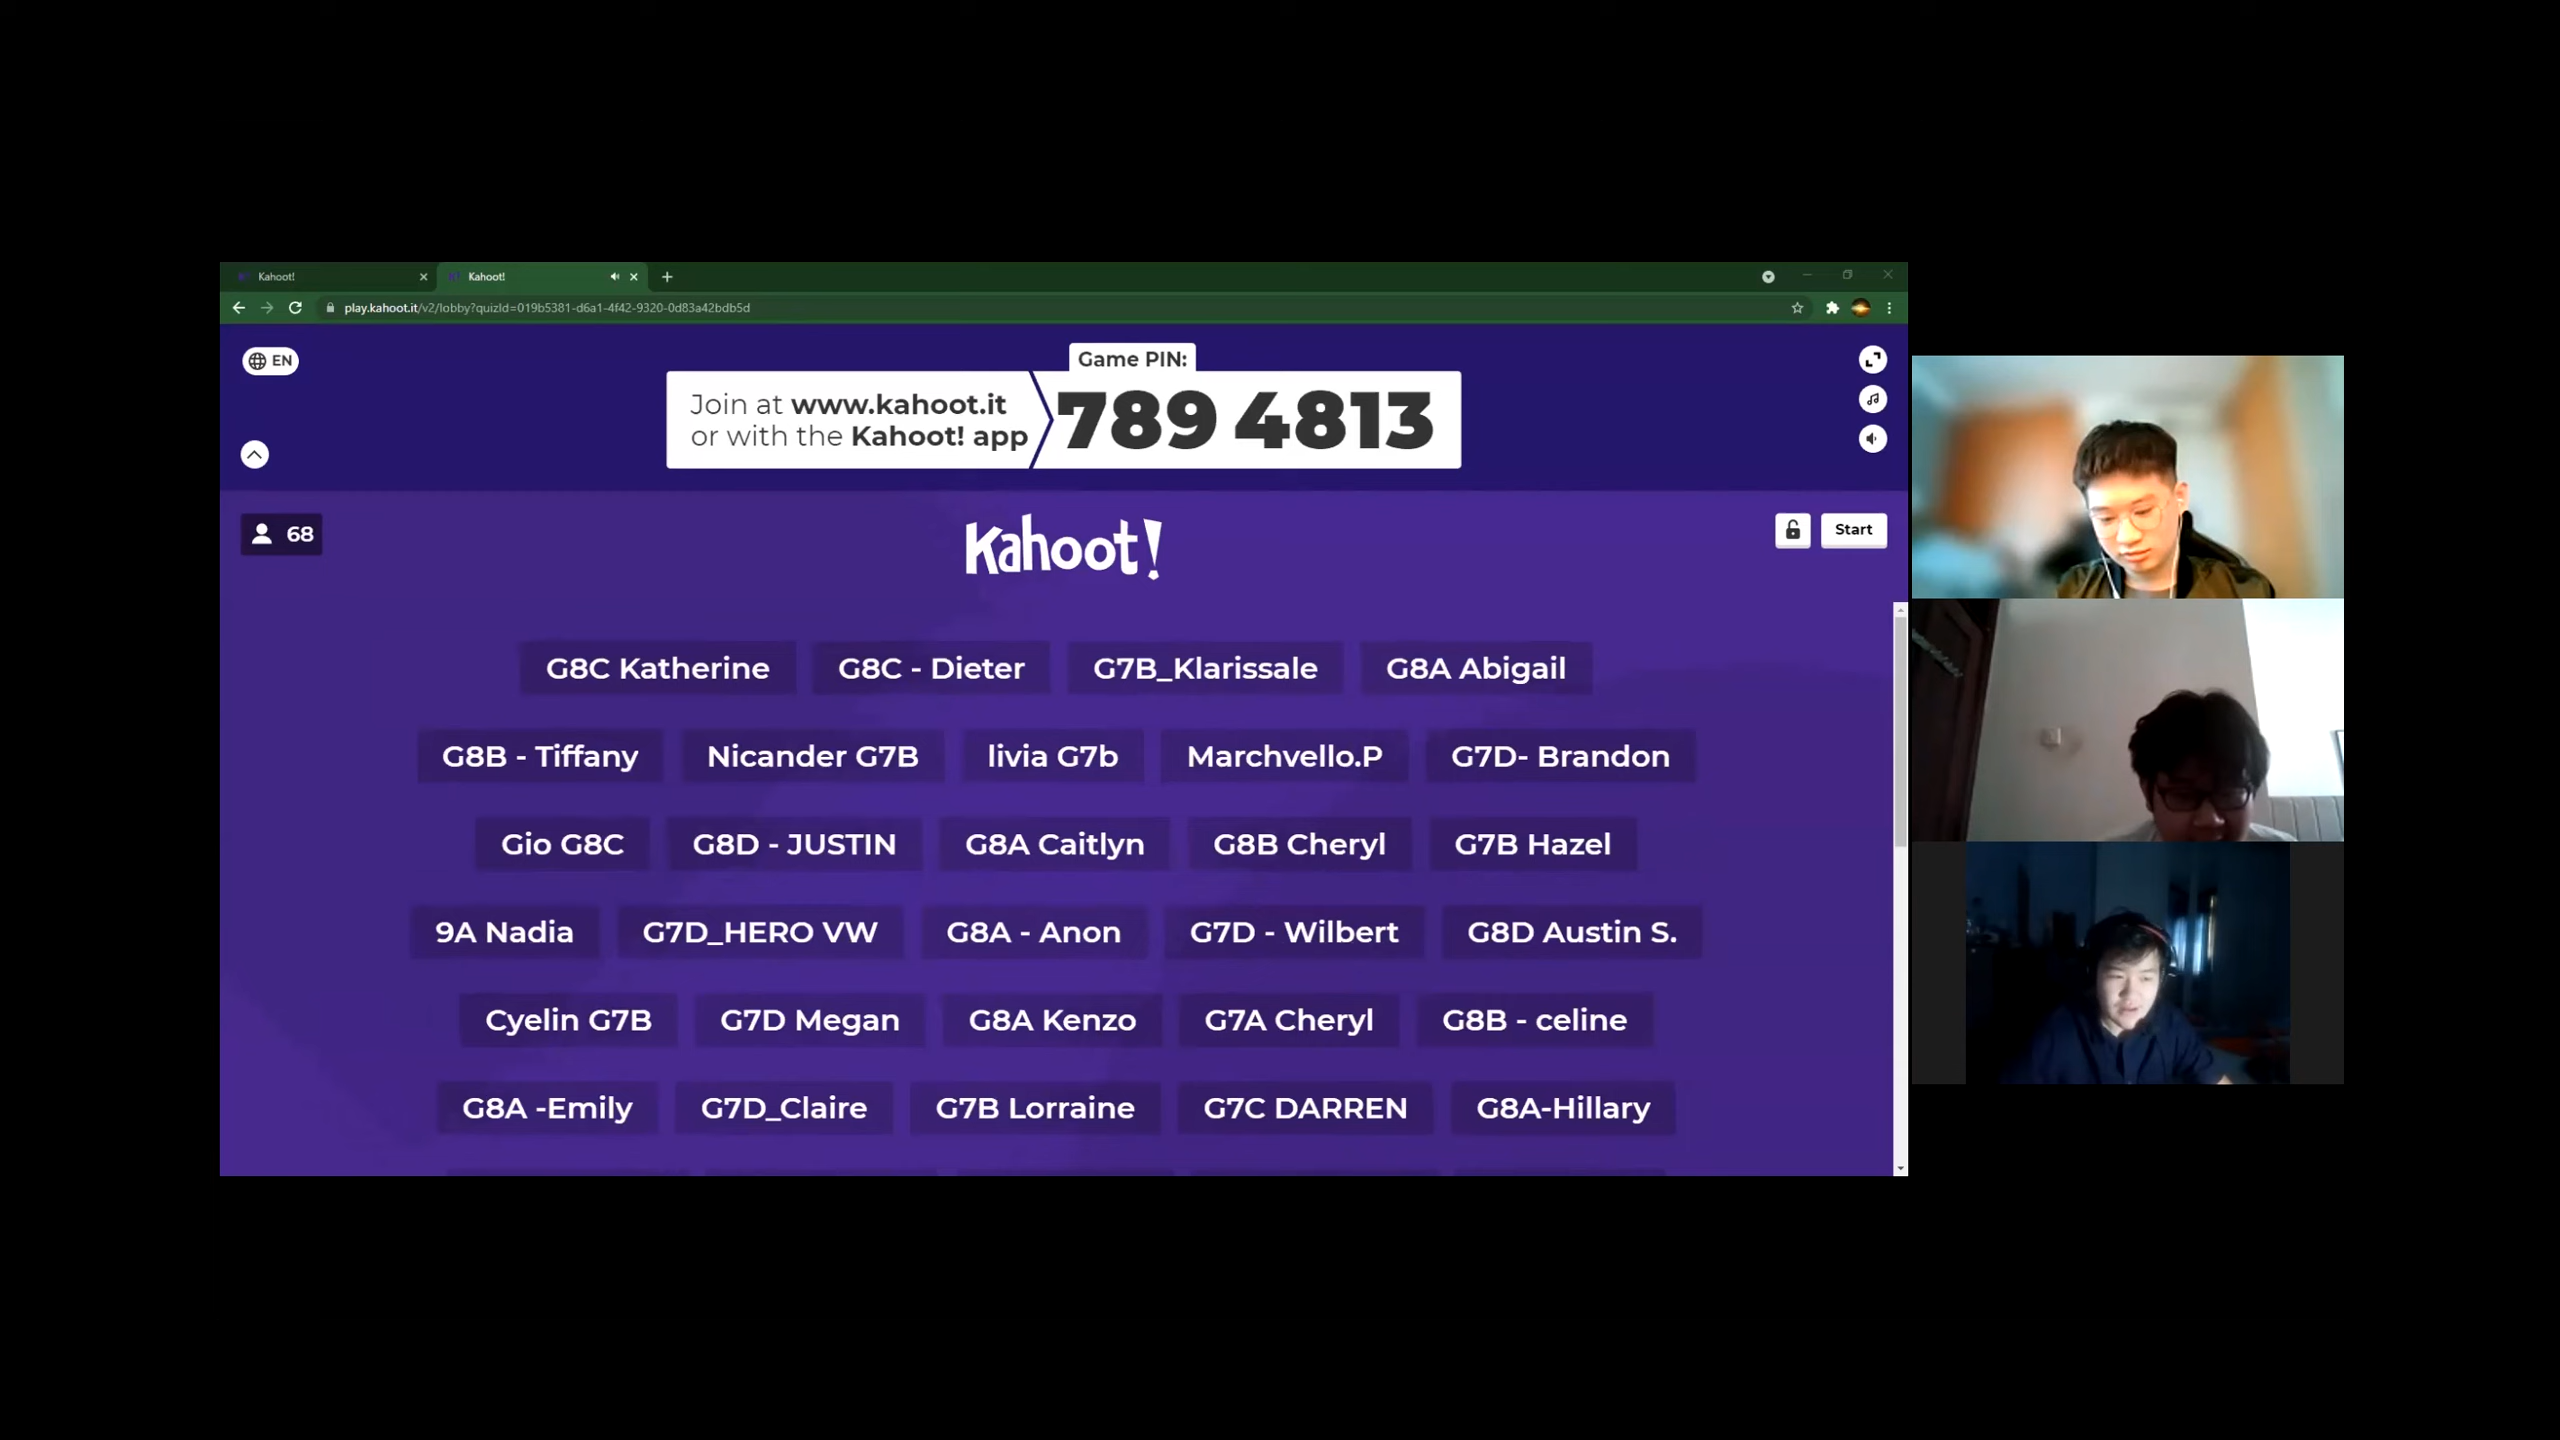 Kahoot!
Kahoot!
play.kahoot.it/v2/lobby?quizId=019b5381-d6a1-4f42-9320-0d83a42bdb5d
EN
Game PIN:
Join at www.kahoot.it
or with the Kahoot! app
789 4813
68
Kahoot!
Start
G8C Katherine G8C - Dieter G7B_Klarissale G8A Abigail
G8B - Tiffany Nicander G7B livia G7b Marchvello.P G7D- Brandon
Gio G8C G8D - JUSTIN G8A Caitlyn G8B Cheryl G7B Hazel
9A Nadia G7D_HERO VW G8A - Anon G7D - Wilbert G8D Austin S.
Cyelin G7B G7D Megan G8A Kenzo G7A Cheryl G8B - celine
G8A -Emily G7D_Claire G7B Lorraine G7C DARREN G8A-Hillary